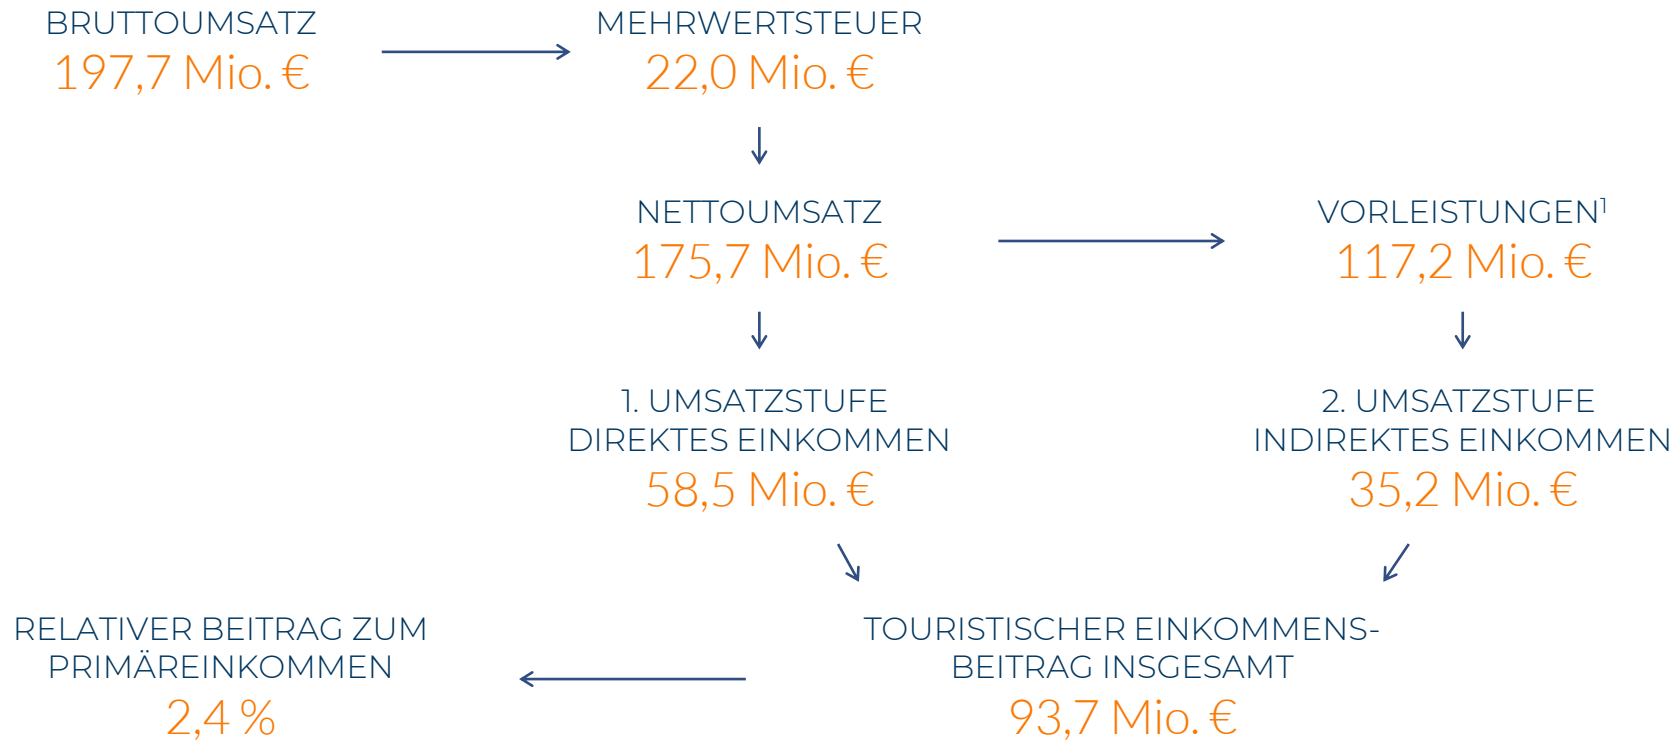 BRUTTOUMSATZ
197,7 Mio. €
MEHRWERTSTEUER
22,0 Mio. €
NETTOUMSATZ
175,7 Mio. €
VORLEISTUNGEN¹
117,2 Mio. €
1. UMSATZSTUFE
DIREKTES EINKOMMEN
58,5 Mio. €
2. UMSATZSTUFE
INDIREKTES EINKOMMEN
35,2 Mio. €
RELATIVER BEITRAG ZUM
PRIMÄREINKOMMEN
2,4 %
TOURISTISCHER EINKOMMENS-
BEITRAG INSGESAMT
93,7 Mio. €